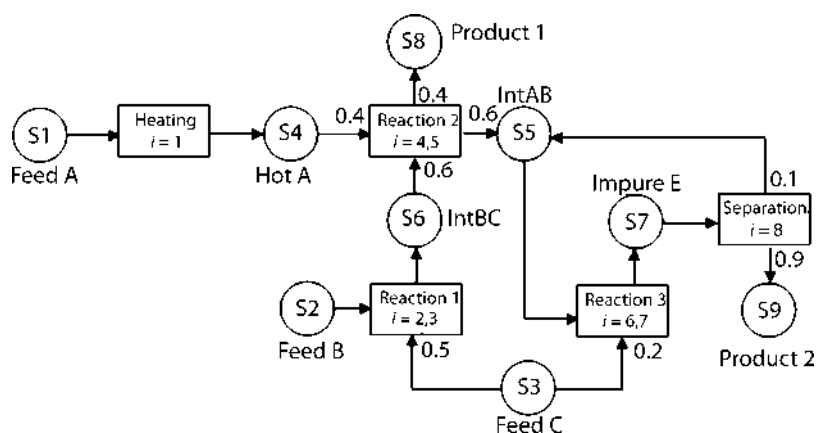 S8 Product 1
0.4
IntAB
S1
Heating
i = 1
S4
0.4
Reaction 2
i = 4,5
0.6
S5
Feed A
Hot A
0.6
Impure E
0.1
S6 IntBC
S7
Separation.
i = 8
0.9
S2
Reaction 1
i = 2,3
Reaction 3
i = 6,7
S9
Feed B
0.5
0.2
Product 2
S3
Feed C